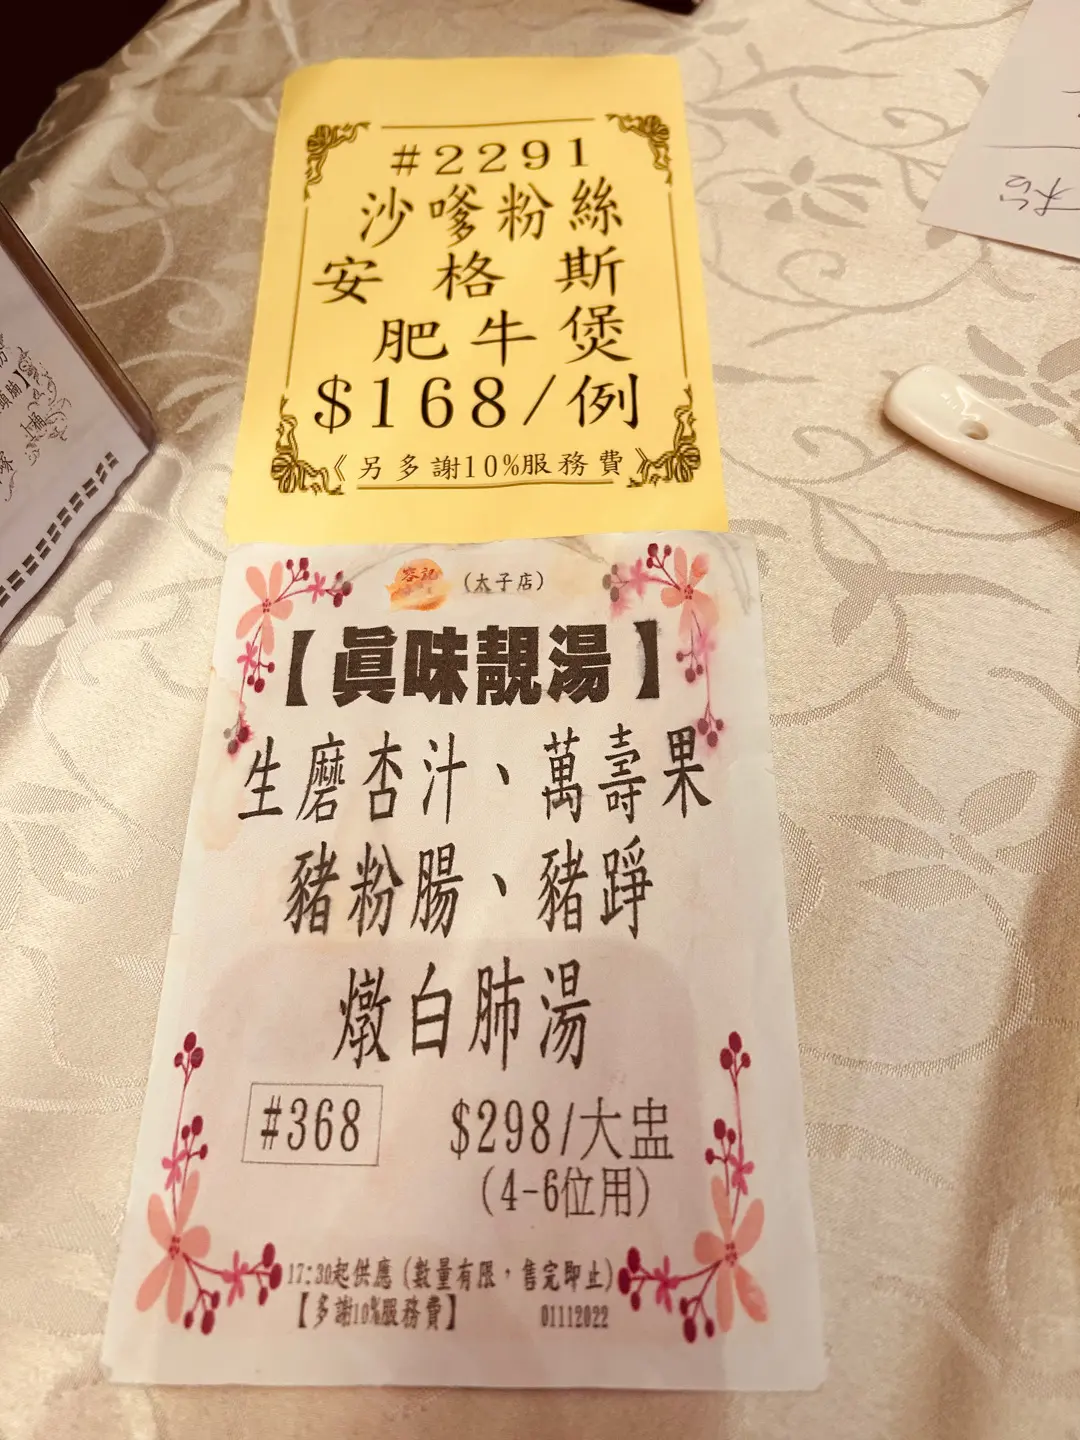 #2291
沙嗲粉絲
安格斯
肥牛煲
$168/例
《另多謝10%服務費》
容記
(太子店)
【眞味靚湯】
生磨杏汁、萬壽果
豬粉腸、豬踭
燉白肺湯
#368
$298/大盅
(4-6位用)
17:30起供應(數量有限，售完即止)
【多謝10%服務費】
01112022